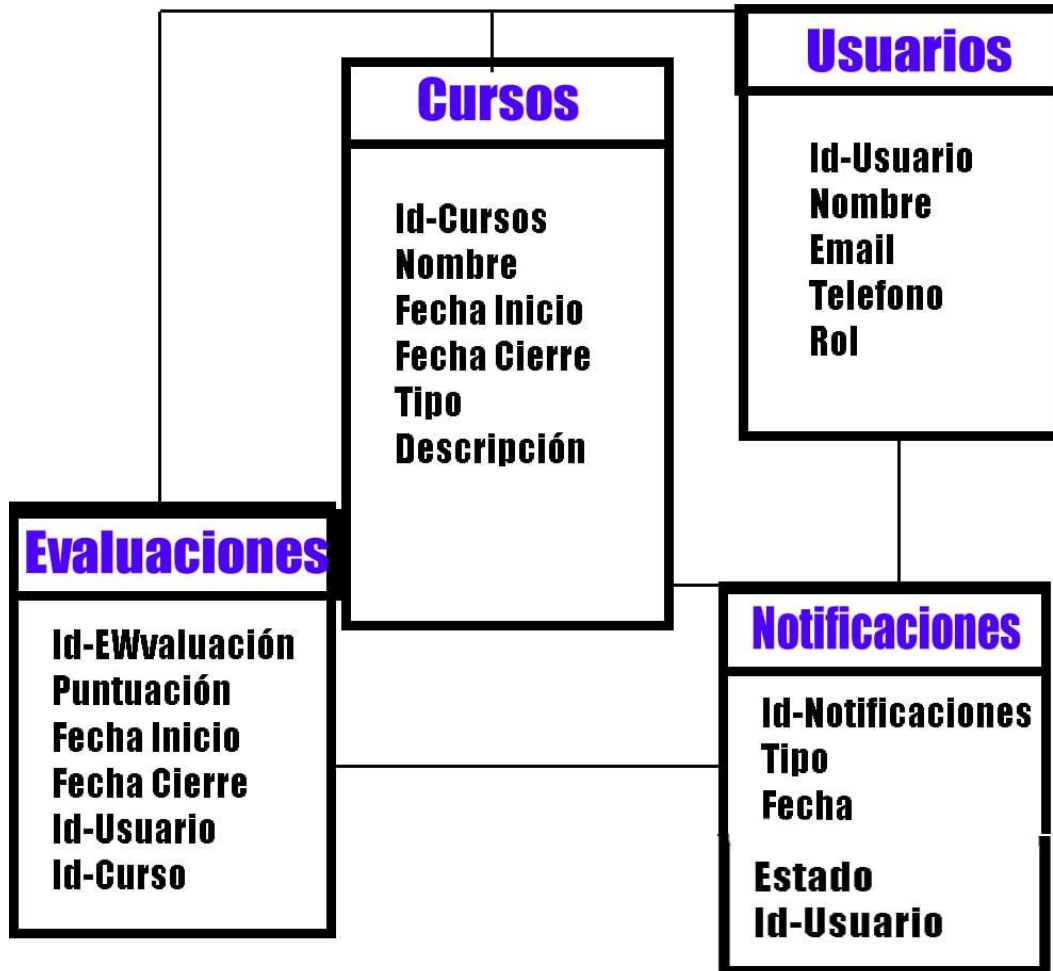 Usuarios
Id-Usuario
Nombre
Email
Telefono
Rol
Cursos
Id-Cursos
Nombre
Fecha Inicio
Fecha Cierre
Tipo
Descripción
Evaluaciones
Id-EWvaluación
Puntuación
Fecha Inicio
Fecha Cierre
Id-Usuario
Id-Curso
Notificaciones
Id-Notificaciones
Tipo
Fecha
Estado
Id-Usuario